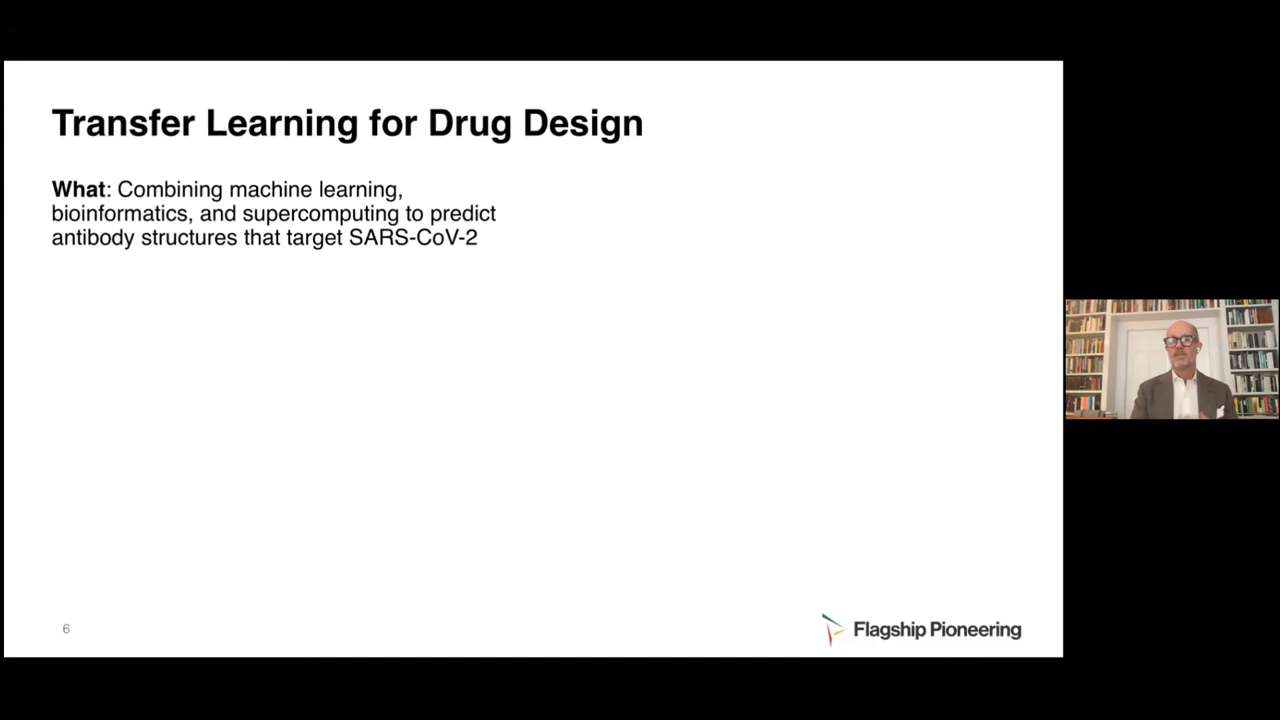 Transfer Learning for Drug Design
What: Combining machine learning,
bioinformatics, and supercomputing to predict
antibody structures that target SARS-CoV-2
6
Flagship Pioneering